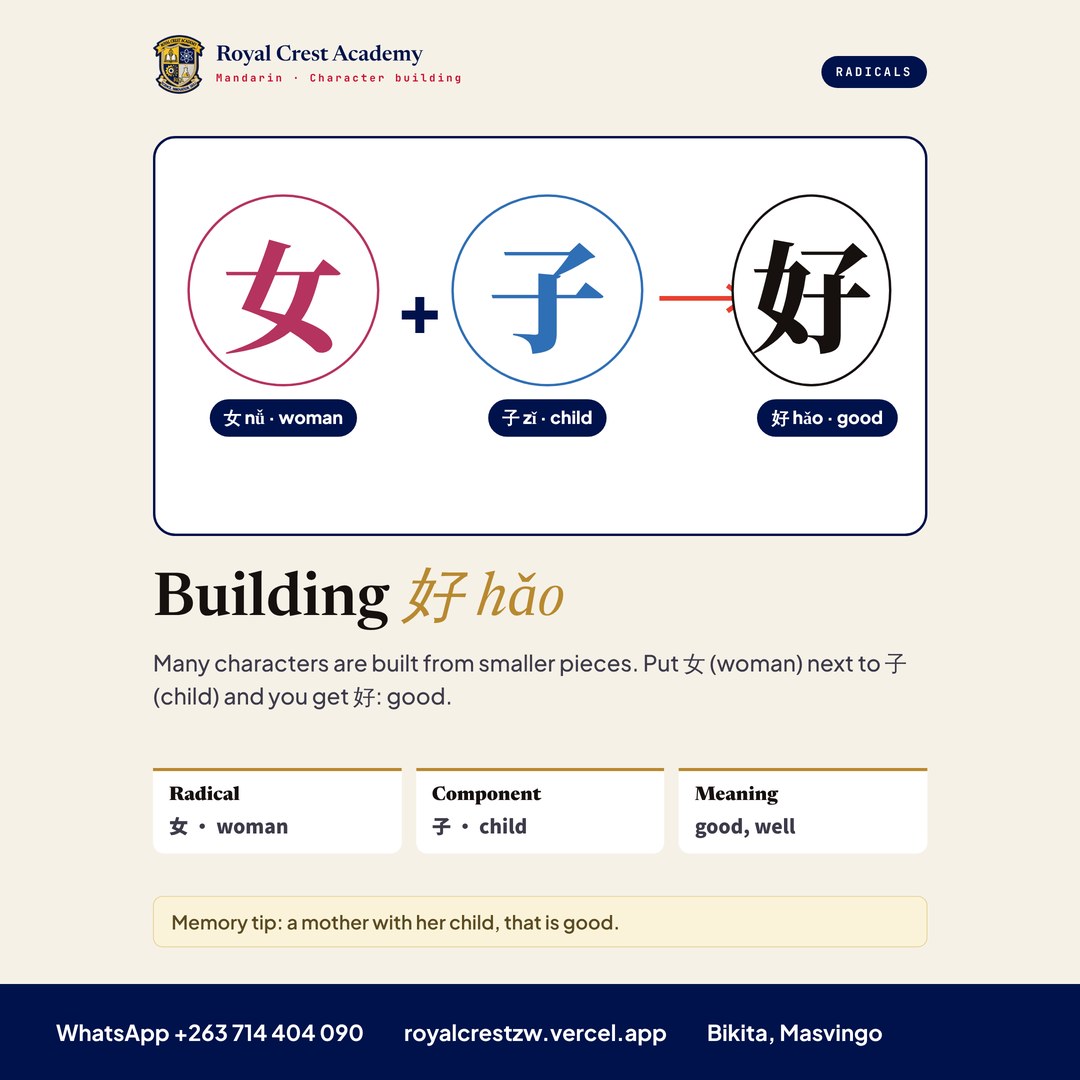 Royal Crest Academy
Mandarin · Character building
RADICALS
女 + 子 好
女 nǚ · woman
子 zǐ · child
好 hǎo · good
Building 好 hǎo
Many characters are built from smaller pieces. Put 女 (woman) next to 子
(child) and you get 好: good.
Radical
女 · woman
Component
子 · child
Meaning
good, well
Memory tip: a mother with her child, that is good.
WhatsApp +263 714 404 090 royalcrestzw.vercel.app Bikita, Masvingo